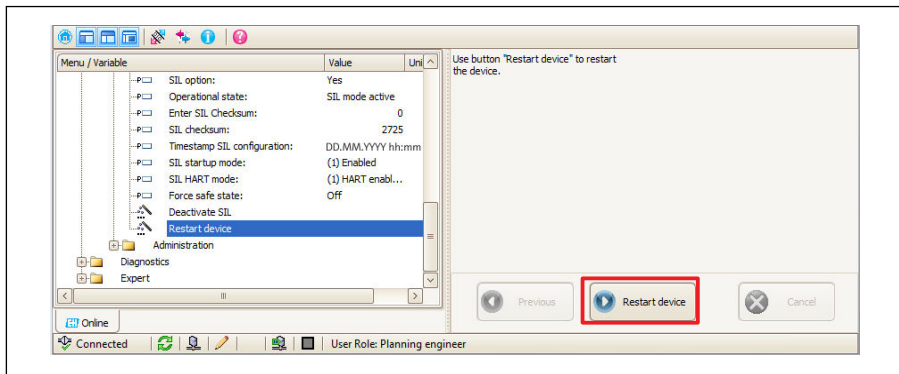 Menu / Variable Value Uni
SIL option: Yes
Operational state: SIL mode active
Enter SIL Checksum: 0
SIL checksum: 2725
Timestamp SIL configuration: DD.MM.YYYY hh:mm
SIL startup mode: (1) Enabled
SIL HART mode: (1) HART enabl...
Force safe state: Off
Deactivate SIL
Restart device
Administration
Diagnostics
Expert
Online
Use button "Restart device" to restart
the device.
Previous Restart device Cancel
Connected User Role: Planning engineer